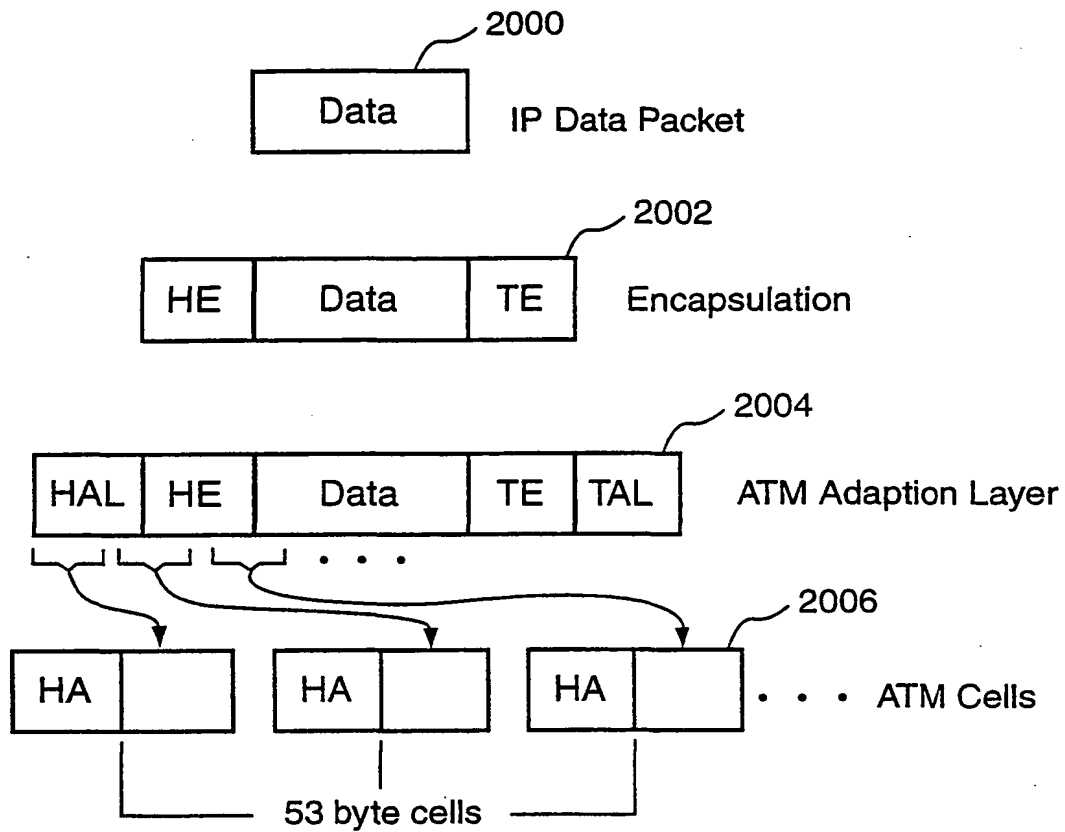 2000
Data IP Data Packet
2002
HE Data TE Encapsulation
2004
HAL HE Data TE TAL ATM Adaption Layer
2006
HA HA HA ATM Cells
53 byte cells